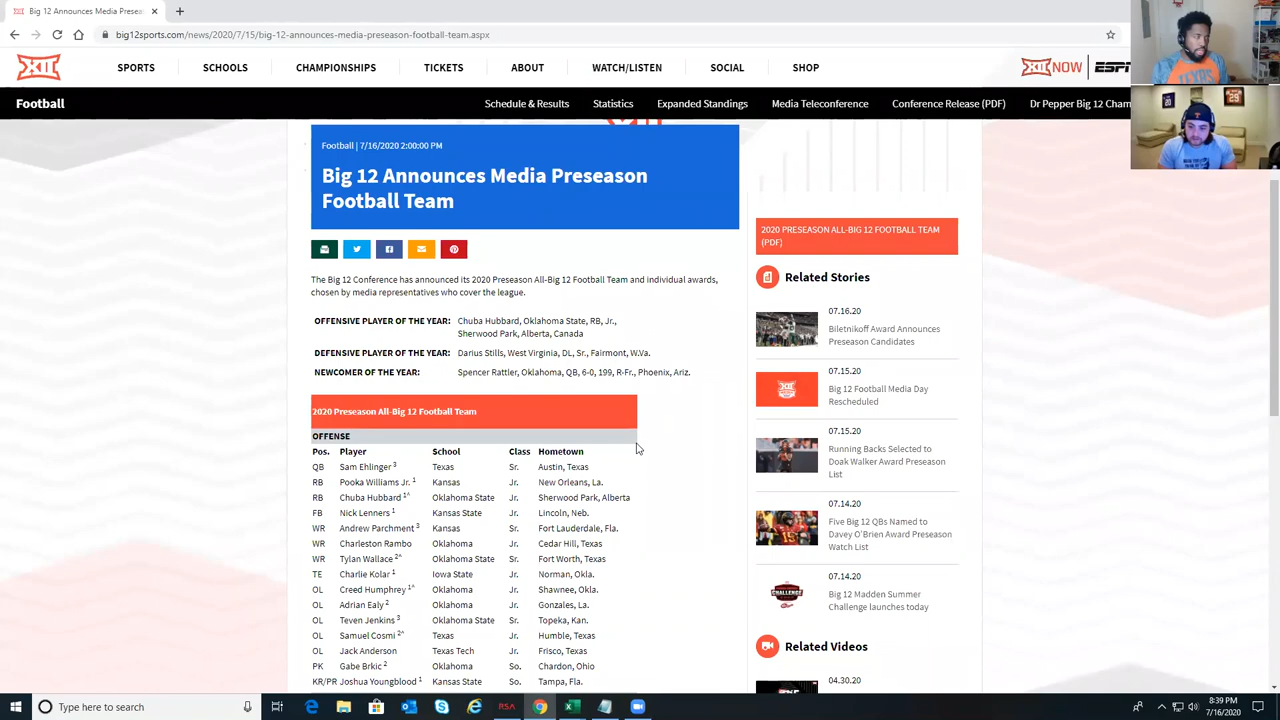 Big 12 Announces Media Presea
big12sports.com/news/2020/7/15/big-12-announces-media-preseason-football-team.aspx
XII
SPORTS
SCHOOLS
CHAMPIONSHIPS
TICKETS
ABOUT
WATCH/LISTEN
SOCIAL
SHOP
XII NOW
ESPN
Football
Schedule & Results
Statistics
Expanded Standings
Media Teleconference
Conference Release (PDF)
Dr Pepper Big 12 Cham
20
29
Football | 7/16/2020 2:00:00 PM
Big 12 Announces Media Preseason
Football Team
The Big 12 Conference has announced its 2020 Preseason All-Big 12 Football Team and individual awards,
chosen by media representatives who cover the league.
OFFENSIVE PLAYER OF THE YEAR: Chuba Hubbard, Oklahoma State, RB, Jr.,
Sherwood Park, Alberta, Canada
DEFENSIVE PLAYER OF THE YEAR: Darius Stills, West Virginia, DL, Sr., Fairmont, W.Va.
NEWCOMER OF THE YEAR: Spencer Rattler, Oklahoma, QB, 6-0, 199, R-Fr., Phoenix, Ariz.
2020 Preseason All-Big 12 Football Team
OFFENSE
Pos. Player School Class Hometown
QB Sam Ehlinger 3 Texas Sr. Austin, Texas
RB Pooka Williams Jr. 1 Kansas Jr. New Orleans, La.
RB Chuba Hubbard 1^ Oklahoma State Jr. Sherwood Park, Alberta
FB Nick Lenners 1 Kansas State Jr. Lincoln, Neb.
WR Andrew Parchment 3 Kansas Sr. Fort Lauderdale, Fla.
WR Charleston Rambo Oklahoma Jr. Cedar Hill, Texas
WR Tylan Wallace 2^ Oklahoma State Sr. Fort Worth, Texas
TE Charlie Kolar 1 Iowa State Jr. Norman, Okla.
OL Creed Humphrey 1^ Oklahoma Jr. Shawnee, Okla.
OL Adrian Ealy 2 Oklahoma Jr. Gonzales, La.
OL Teven Jenkins 3 Oklahoma State Sr. Topeka, Kan.
OL Samuel Cosmi 2^ Texas Jr. Humble, Texas
OL Jack Anderson Texas Tech Jr. Frisco, Texas
PK Gabe Brkic 2 Oklahoma So. Chardon, Ohio
KR/PR Joshua Youngblood 1 Kansas State So. Tampa, Fla.
2020 PRESEASON ALL-BIG 12 FOOTBALL TEAM
(PDF)
Related Stories
07.16.20
Biletnikoff Award Announces
Preseason Candidates
07.15.20
Big 12 Football Media Day
Rescheduled
07.15.20
Running Backs Selected to
Doak Walker Award Preseason
List
07.14.20
Five Big 12 QBs Named to
Davey O'Brien Award Preseason
Watch List
07.14.20
Big 12 Madden Summer
Challenge launches today
Related Videos
04.30.20
Type here to search
RSA
8:39 PM
7/16/2020